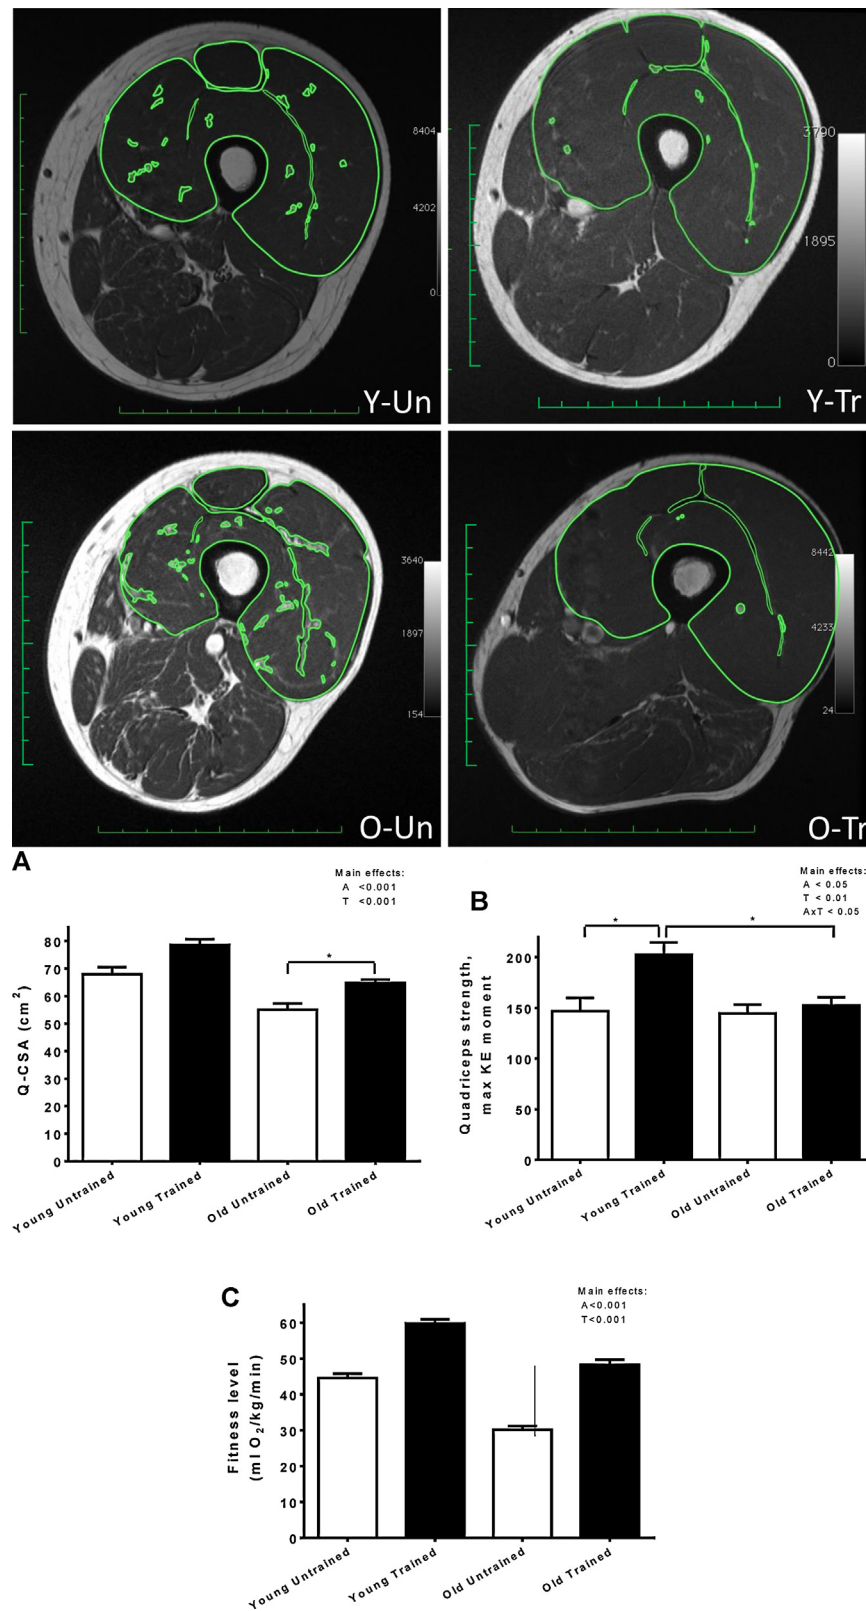 8404
4202
0
Y-Un
3790
1895
0
Y-Tr
3640
1897
154
O-Un
8442
4233
24
O-Tr
A
Main effects:
A <0.001
T <0.001
*
Q-CSA (cm2)
80
70
60
50
40
30
20
10
0
Young Untrained
Young Trained
Old Untrained
Old Trained
B
Main effects:
A < 0.05
T < 0.01
AxT < 0.05
*
*
Quadriceps strength,
max KE moment
200
150
100
50
0
Young Untrained
Young Trained
Old Untrained
Old Trained
C
Main effects:
A<0.001
T<0.001
Fitness level
(ml O2/kg/min)
60
50
40
30
20
10
0
Young Untrained
Young Trained
Old Untrained
Old Trained